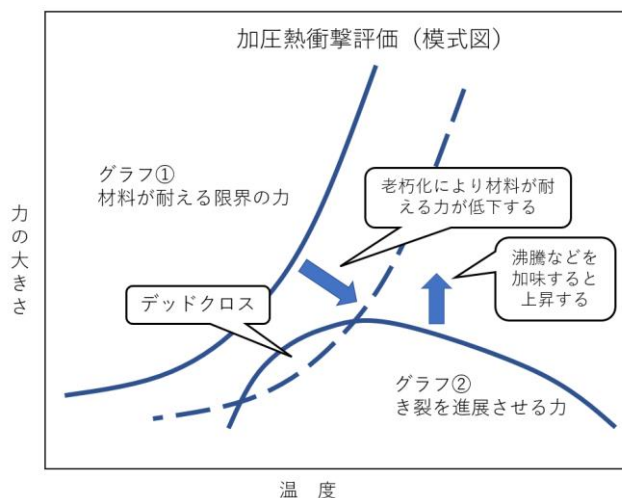 加圧熱衝撃評価（模式図）
グラフ①
材料が耐える限界の力
老朽化により材料が耐
える力が低下する
沸騰などを
加味すると
上昇する
デッドクロス
グラフ②
き裂を進展させる力
力の大きさ
温　度